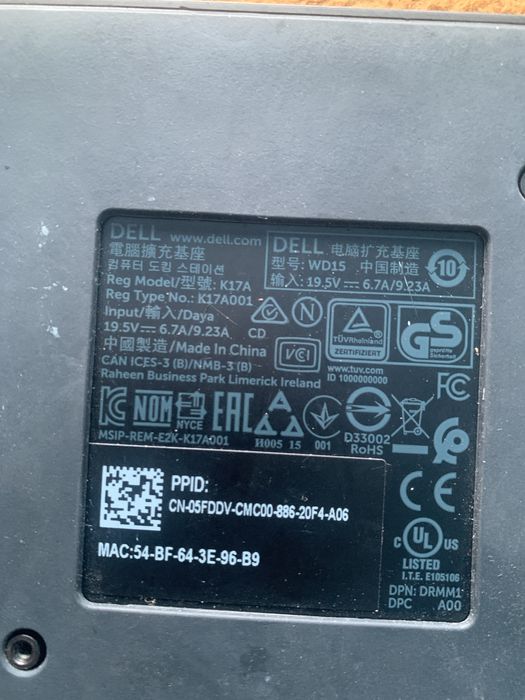 DELL www.dell.com
電腦擴充基座
컴퓨터 도킹 스테이션
Reg Model/型號: K17A
Reg Type No.: K17A001
Input/輸入/Daya
19.5V⎓6.7A/9.23A
中國製造/Made in China
CAN ICES-3 (B)/NMB-3 (B)
Raheen Business Park Limerick Ireland
DELL 电脑扩充基座
型号: WD15 中国制造
输入: 19.5V⎓6.7A/9.23A
10
CD
N
VCI
TÜVRheinland
ZERTIFIZIERT
www.tuv.com
ID 1000000000
GS
geprüfte
Sicherheit
FC
IC
NOM
NYCE
EAC
H005 15
001
D33002
RoHS
MSIP-REM-E2K-K17A001
PPID:
CN-05FDDV-CMC00-886-20F4-A06
MAC:54-BF-64-3E-96-B9
CE
C UL US
LISTED
I.T.E. E105106
DPN: DRMM1
DPC A00